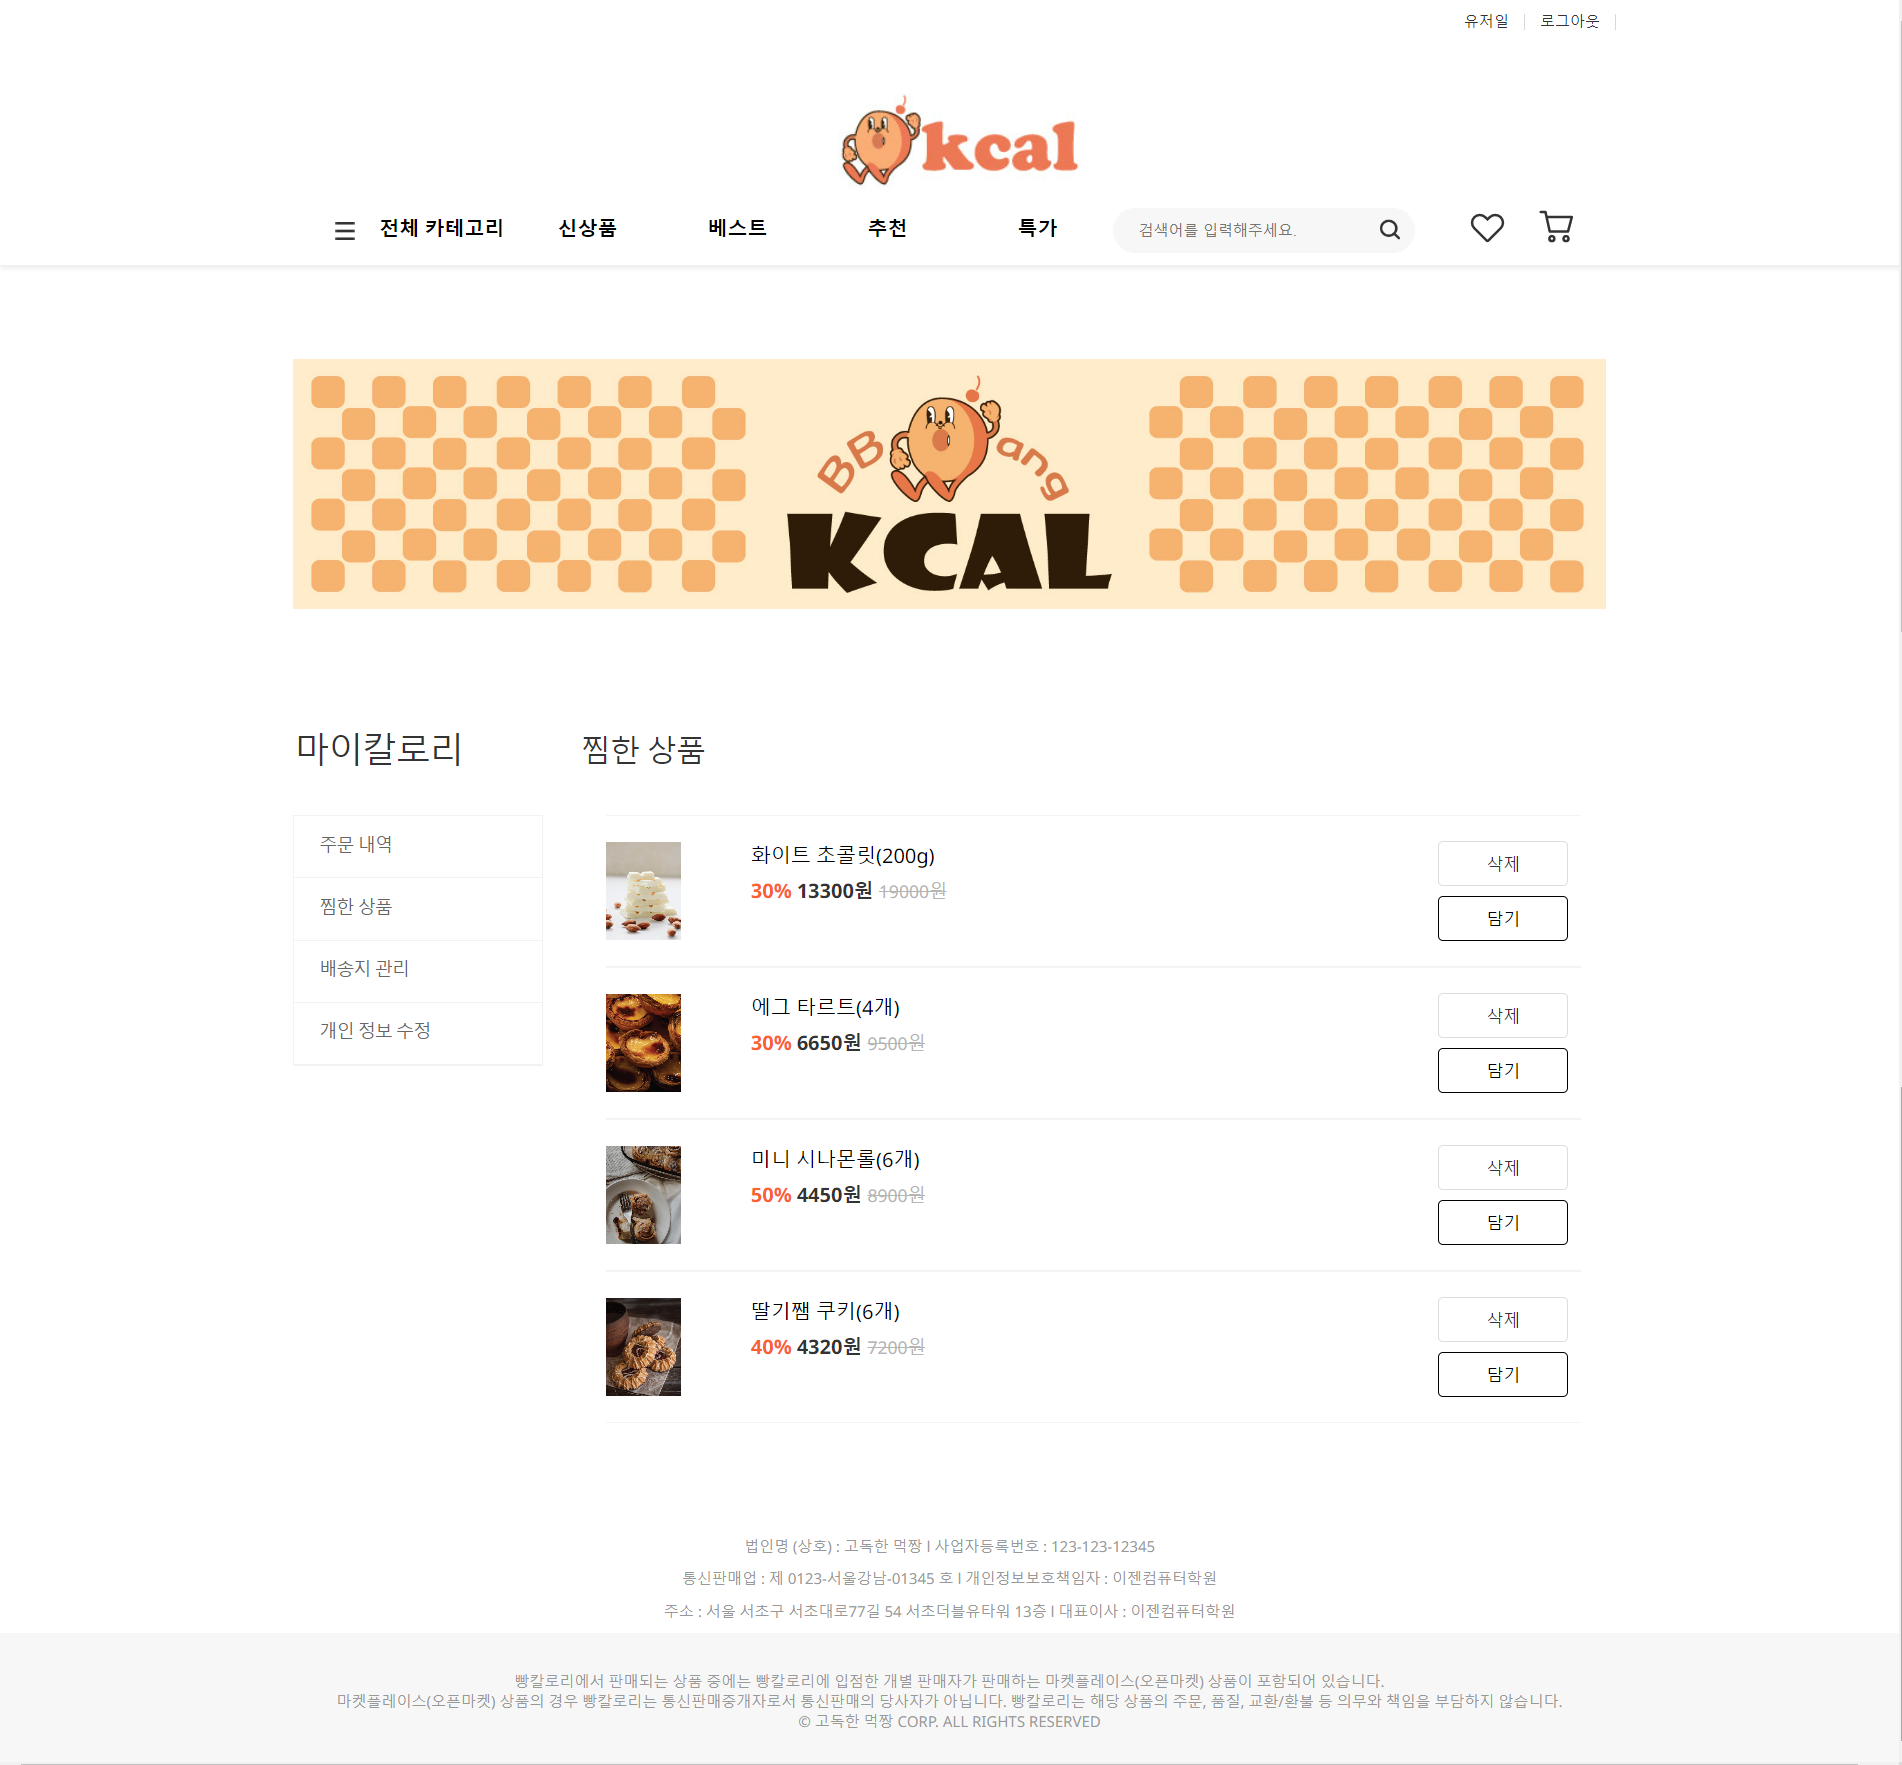 유저일 로그아웃
kcal
전체 카테고리 신상품 베스트 추천 특가 검색어를 입력해주세요.
BB ang
KCAL
마이칼로리
찜한 상품
주문 내역
찜한 상품
배송지 관리
개인 정보 수정
화이트 초콜릿(200g)
30% 13300원 19000원
삭제
담기
에그 타르트(4개)
30% 6650원 9500원
삭제
담기
미니 시나몬롤(6개)
50% 4450원 8900원
삭제
담기
딸기쨈 쿠키(6개)
40% 4320원 7200원
삭제
담기
법인명 (상호) : 고독한 먹짱 I 사업자등록번호 : 123-123-12345
통신판매업 : 제 0123-서울강남-01345 호 I 개인정보보호책임자 : 이젠컴퓨터학원
주소 : 서울 서초구 서초대로77길 54 서초더블유타워 13층 I 대표이사 : 이젠컴퓨터학원
빵칼로리에서 판매되는 상품 중에는 빵칼로리에 입점한 개별 판매자가 판매하는 마켓플레이스(오픈마켓) 상품이 포함되어 있습니다.
마켓플레이스(오픈마켓) 상품의 경우 빵칼로리는 통신판매중개자로서 통신판매의 당사자가 아닙니다. 빵칼로리는 해당 상품의 주문, 품질, 교환/환불 등 의무와 책임을 부담하지 않습니다.
© 고독한 먹짱 CORP. ALL RIGHTS RESERVED